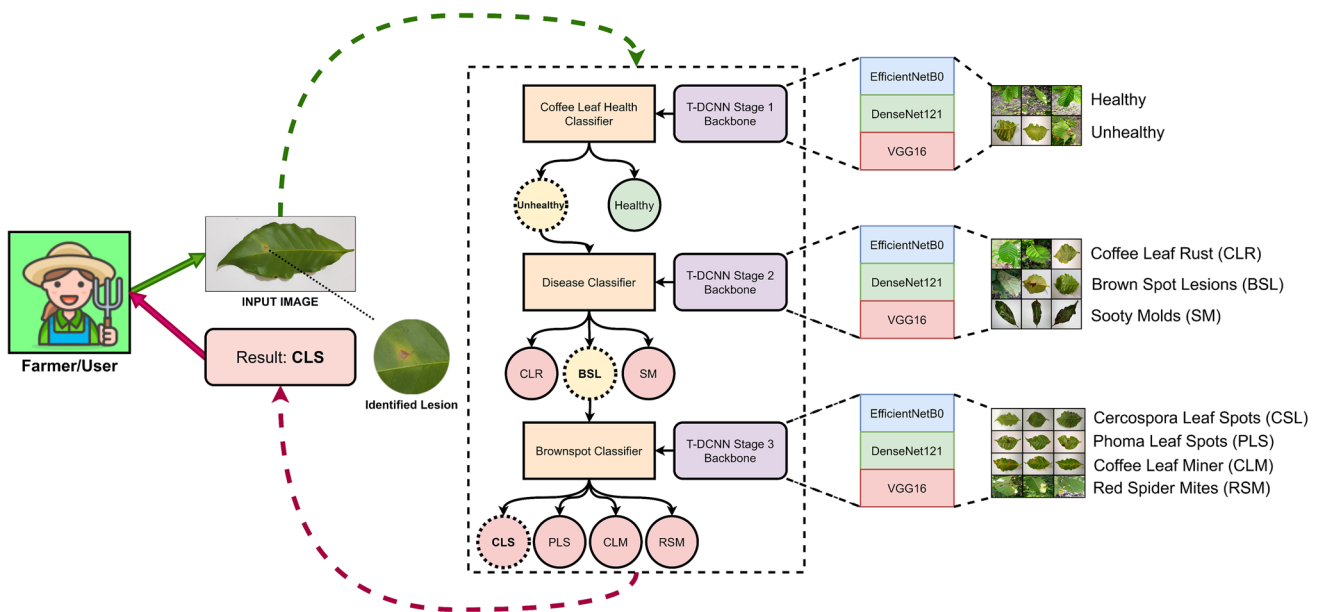 Farmer/User
INPUT IMAGE
Result: CLS
Identified Lesion
Coffee Leaf Health
Classifier
T-DCNN Stage 1
Backbone
EfficientNetB0
DenseNet121
VGG16
Healthy
Unhealthy
Unhealthy
Healthy
Disease Classifier
T-DCNN Stage 2
Backbone
EfficientNetB0
DenseNet121
VGG16
Coffee Leaf Rust (CLR)
Brown Spot Lesions (BSL)
Sooty Molds (SM)
CLR
BSL
SM
Brownspot Classifier
T-DCNN Stage 3
Backbone
EfficientNetB0
DenseNet121
VGG16
Cercospora Leaf Spots (CSL)
Phoma Leaf Spots (PLS)
Coffee Leaf Miner (CLM)
Red Spider Mites (RSM)
CLS
PLS
CLM
RSM